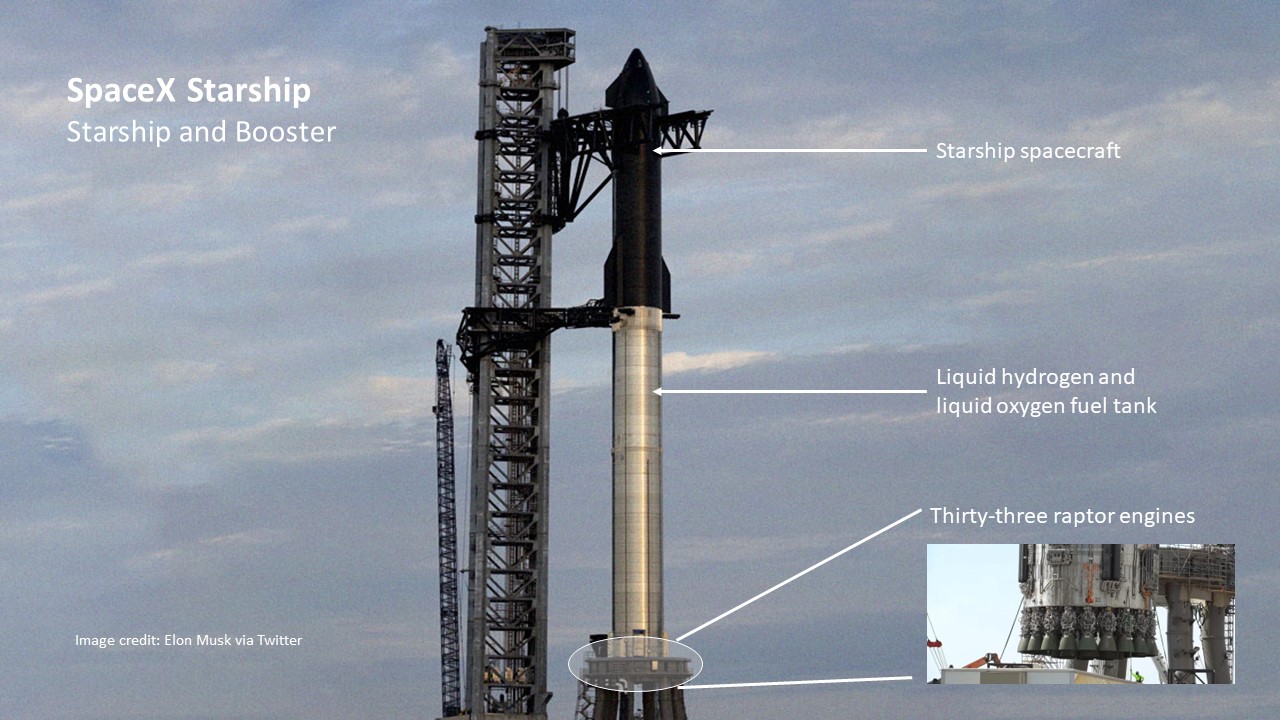 SpaceX Starship
Starship and Booster
Starship spacecraft
Liquid hydrogen and
liquid oxygen fuel tank
Thirty-three raptor engines
Image credit: Elon Musk via Twitter